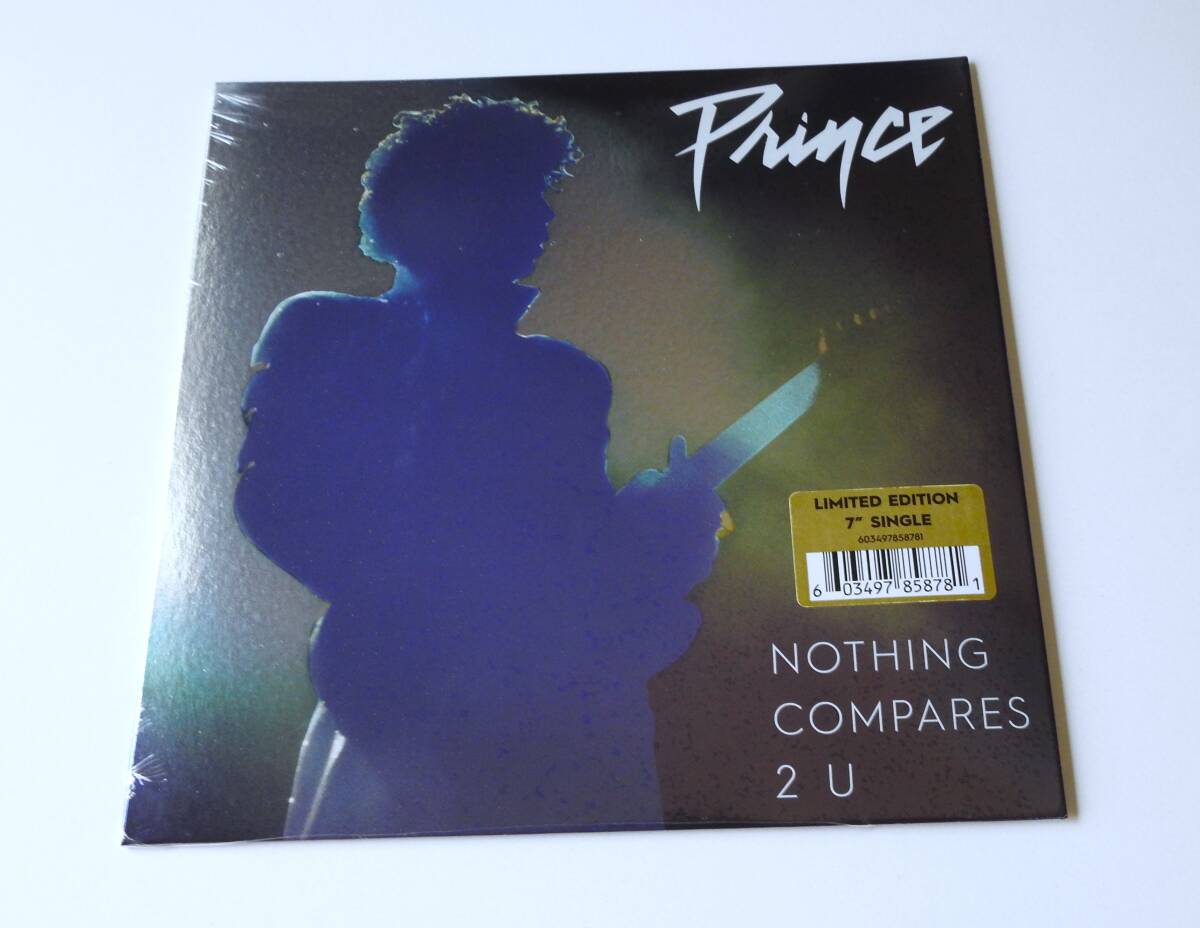 Prince
LIMITED EDITION
7" SINGLE
603497858781
6 03497 85878 1
NOTHING
COMPARES
2 U